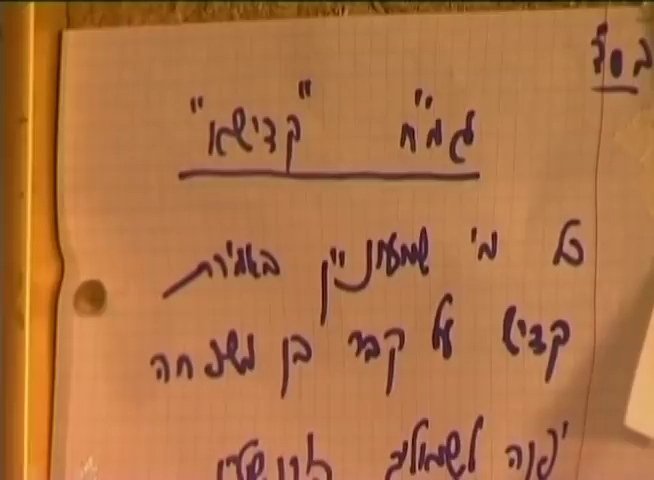 בס"ד
גמ"ח "קדישא"
כל מי שמעוניין באמירת
קדיש על קבר בן משפחה
יפנה לשמוליק